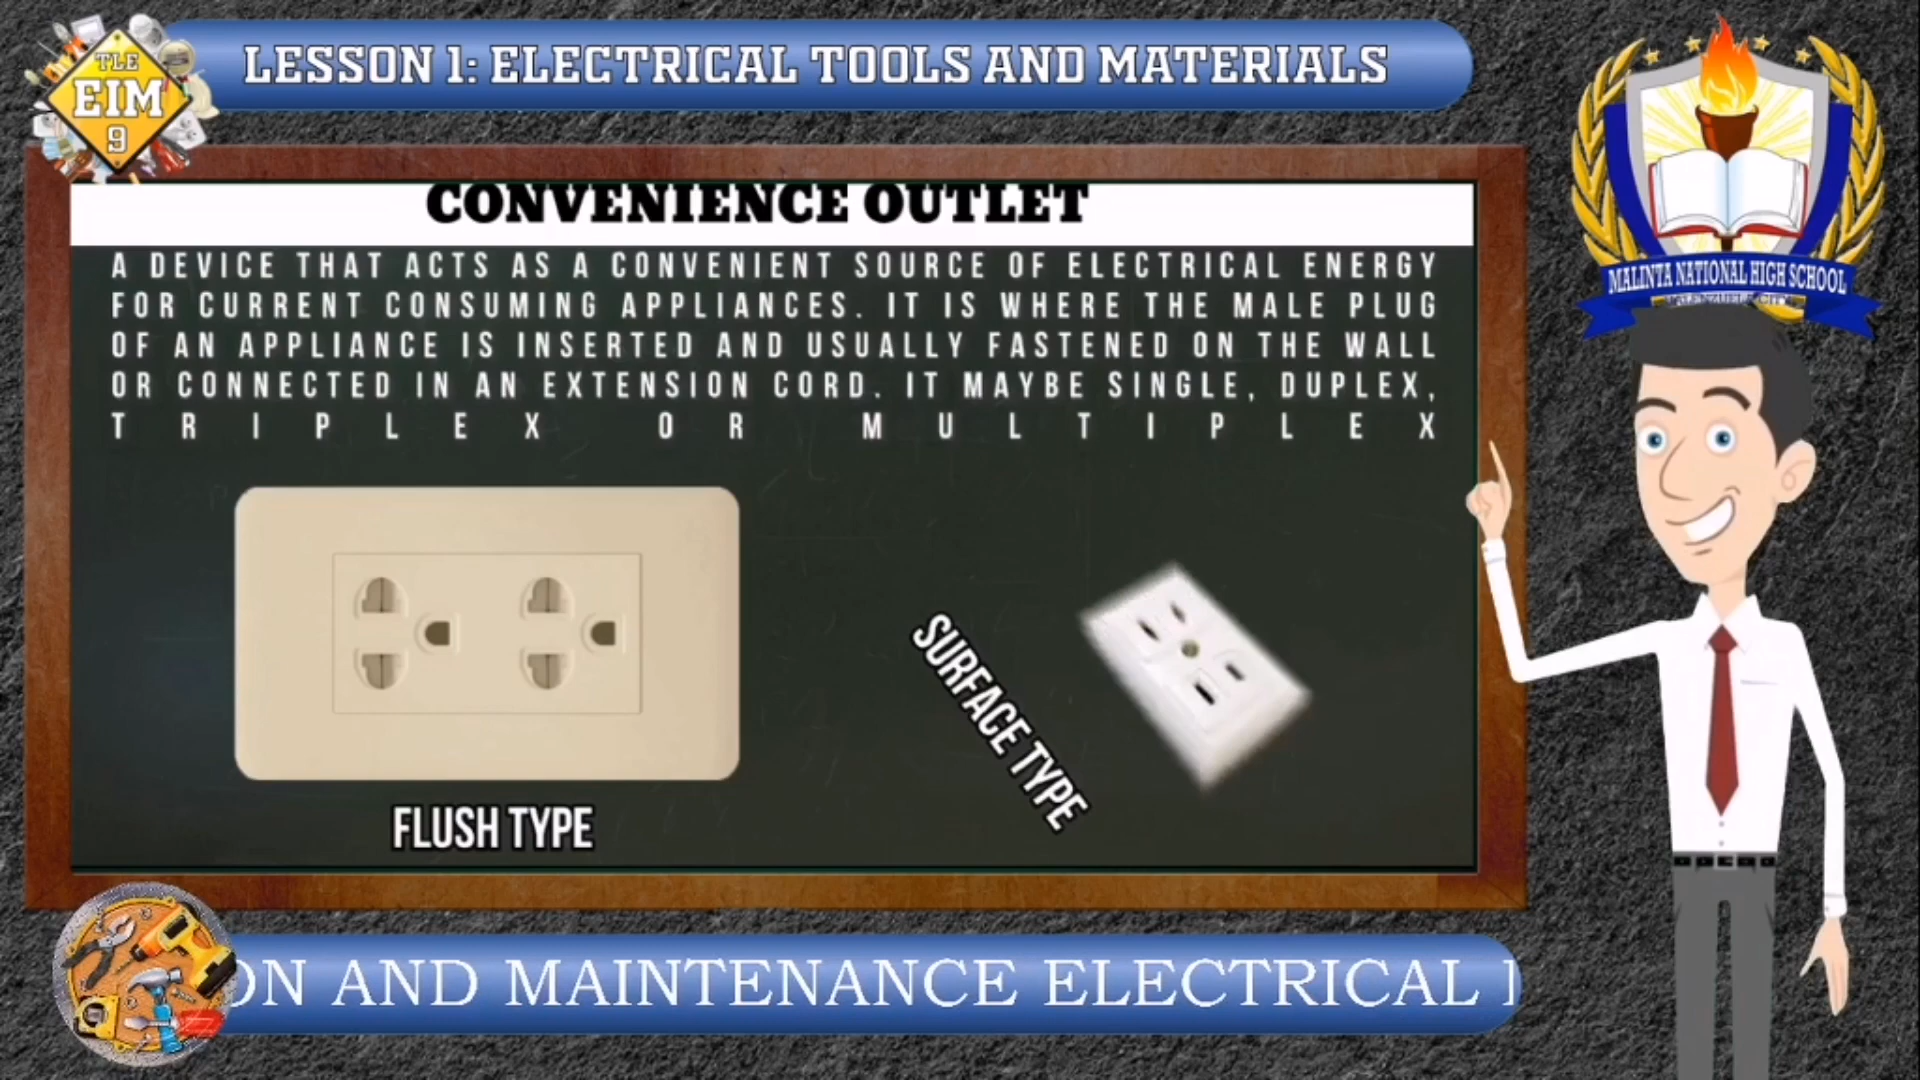 TLE
EIM
9
LESSON 1: ELECTRICAL TOOLS AND MATERIALS
MALINTA NATIONAL HIGH SCHOOL
CONVENIENCE OUTLET
A DEVICE THAT ACTS AS A CONVENIENT SOURCE OF ELECTRICAL ENERGY
FOR CURRENT CONSUMING APPLIANCES. IT IS WHERE THE MALE PLUG
OF AN APPLIANCE IS INSERTED AND USUALLY FASTENED ON THE WALL
OR CONNECTED IN AN EXTENSION CORD. IT MAYBE SINGLE, DUPLEX,
TRIPLEX OR MULTIPLEX
FLUSH TYPE
SURFACE TYPE
ON AND MAINTENANCE ELECTRICAL